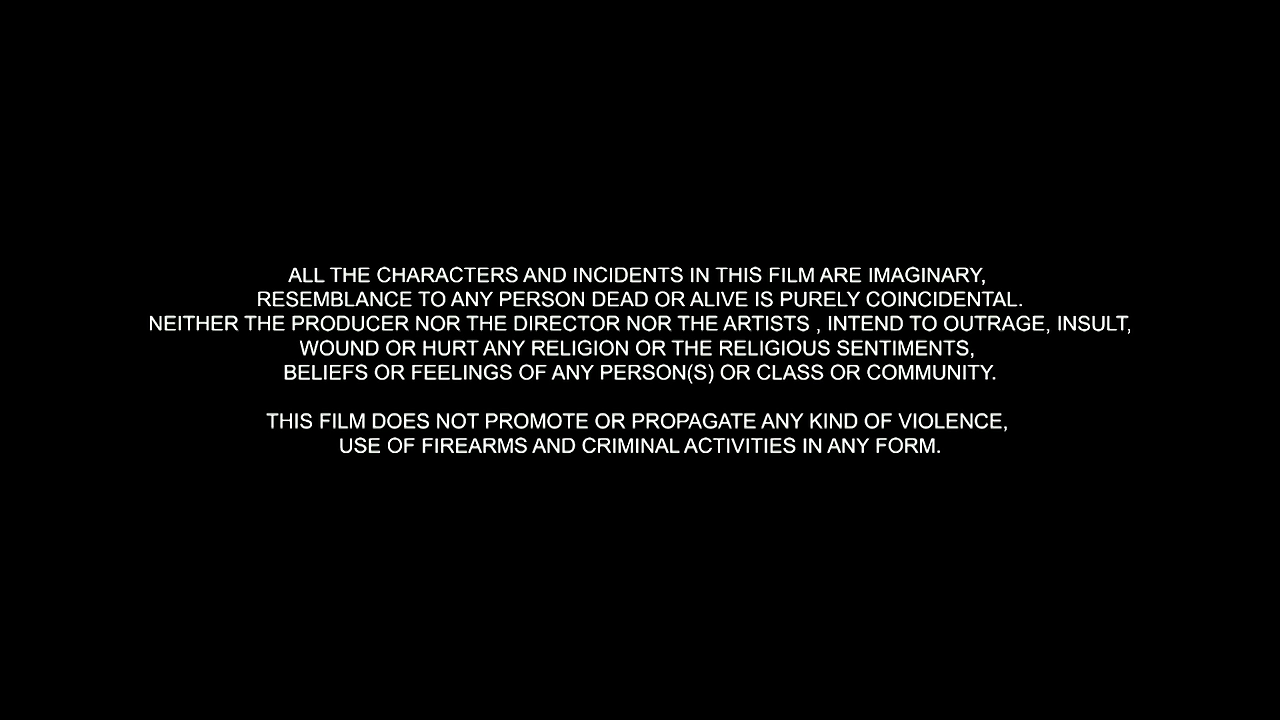 ALL THE CHARACTERS AND INCIDENTS IN THIS FILM ARE IMAGINARY,
RESEMBLANCE TO ANY PERSON DEAD OR ALIVE IS PURELY COINCIDENTAL.
NEITHER THE PRODUCER NOR THE DIRECTOR NOR THE ARTISTS , INTEND TO OUTRAGE, INSULT,
WOUND OR HURT ANY RELIGION OR THE RELIGIOUS SENTIMENTS,
BELIEFS OR FEELINGS OF ANY PERSON(S) OR CLASS OR COMMUNITY.
THIS FILM DOES NOT PROMOTE OR PROPAGATE ANY KIND OF VIOLENCE,
USE OF FIREARMS AND CRIMINAL ACTIVITIES IN ANY FORM.